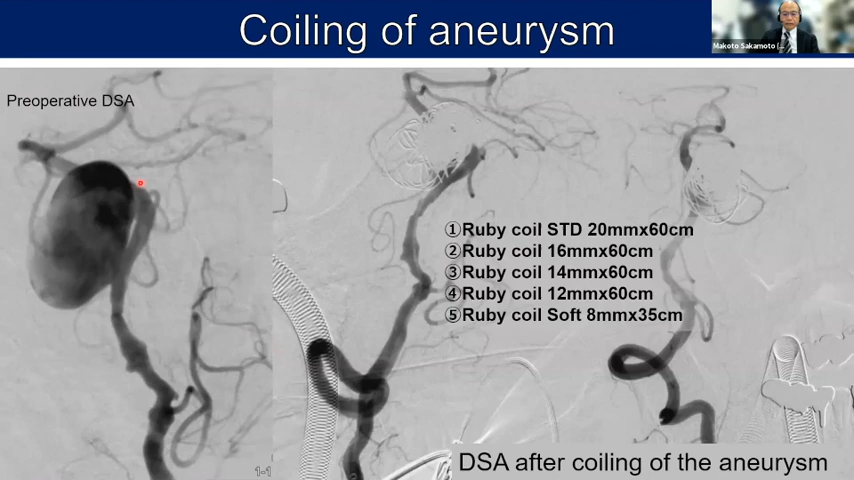 Coiling of aneurysm
Makoto Sakamoto (...
Preoperative DSA
①Ruby coil STD 20mmx60cm
②Ruby coil 16mmx60cm
③Ruby coil 14mmx60cm
④Ruby coil 12mmx60cm
⑤Ruby coil Soft 8mmx35cm
1-1
DSA after coiling of the aneurysm